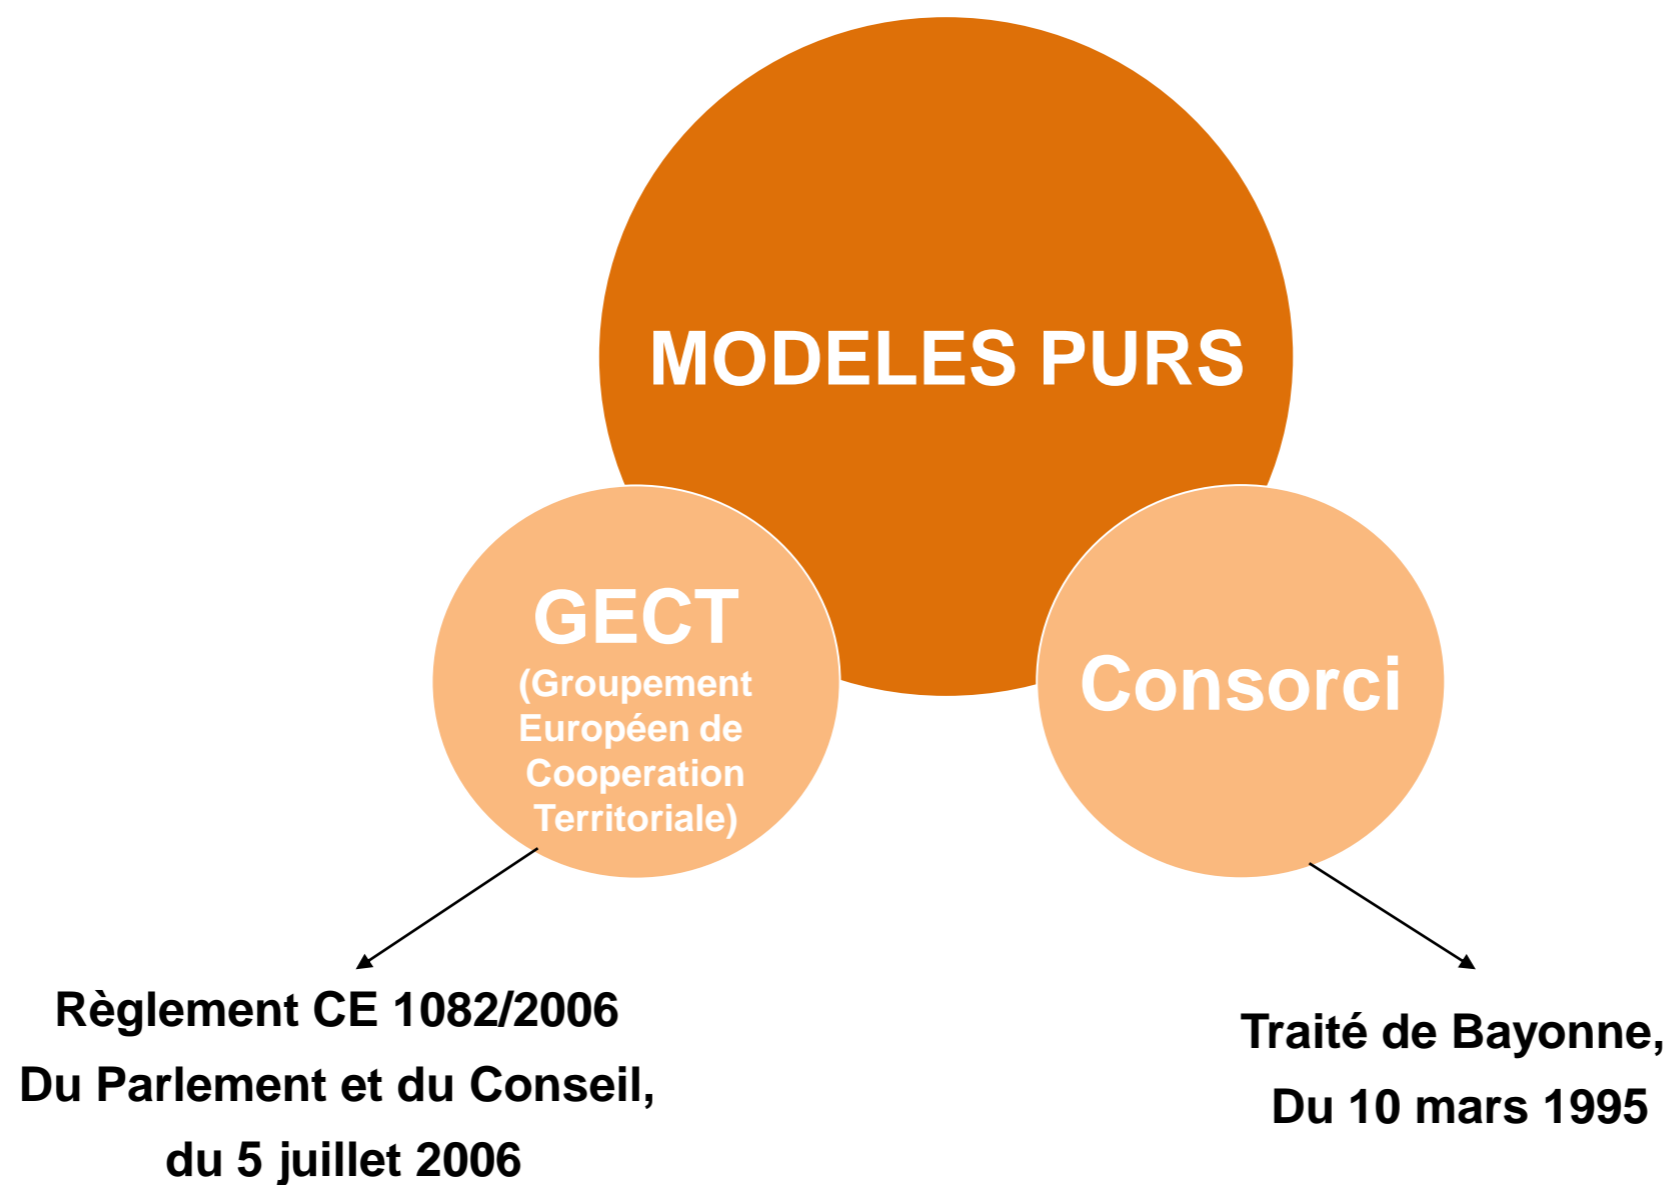 MODELES PURS
GECT
(Groupement
Européen de
Cooperation
Territoriale)
Consorci
Règlement CE 1082/2006
Du Parlement et du Conseil,
du 5 juillet 2006
Traité de Bayonne,
Du 10 mars 1995